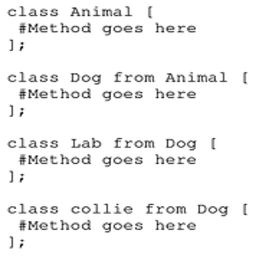 class Animal [
 #Method goes here
];

class Dog from Animal [
 #Method goes here
];

class Lab from Dog [
 #Method goes here
];

class collie from Dog [
 #Method goes here
];